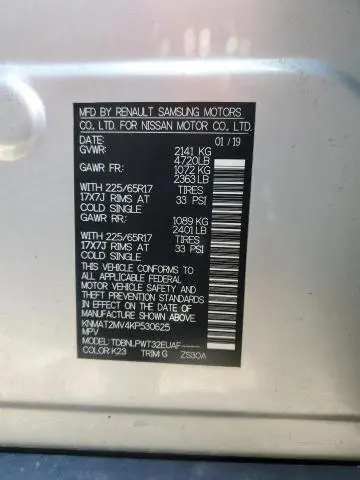 MFD BY RENAULT SAMSUNG MOTORS
CO., LTD. FOR NISSAN MOTOR CO., LTD.
DATE: 01/19
GVWR: 2141 KG
4720LB
GAWR FR: 1072 KG
2363LB
WITH 225/65R17 TIRES
17X7J RIMS AT 33 PSI
COLD SINGLE
GAWR RR: 1089 KG
2401LB
WITH 225/65R17 TIRES
17X7J RIMS AT 33 PSI
COLD SINGLE
THIS VEHICLE CONFORMS TO
ALL APPLICABLE FEDERAL
MOTOR VEHICLE SAFETY
STANDARDS AND THEFT PREVENTION
IN EFFECT ON THE DATE OF
MANUFACTURE SHOWN ABOVE.
KNMAT2MV4KP530625
MPV
MODEL: TDBNLPWT32EUAF-----
COLOR: K23 TRIM: G ZS30A